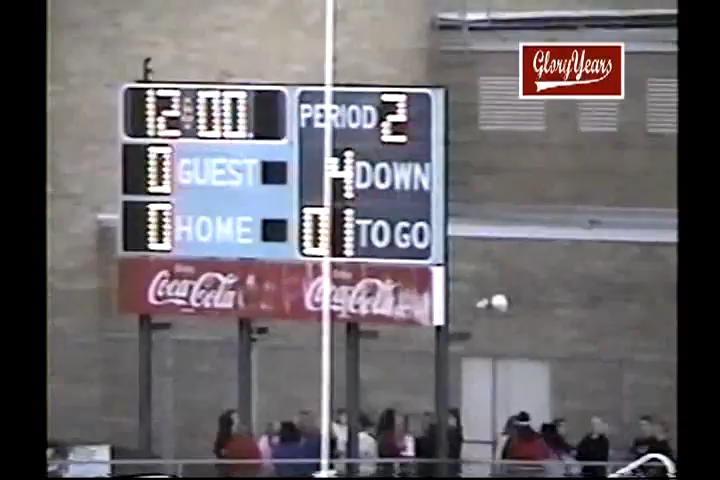 GloryYears
12:00 PERIOD 2
0 GUEST 4 DOWN
0 HOME 01 TO GO
Coca-Cola Coca-Cola